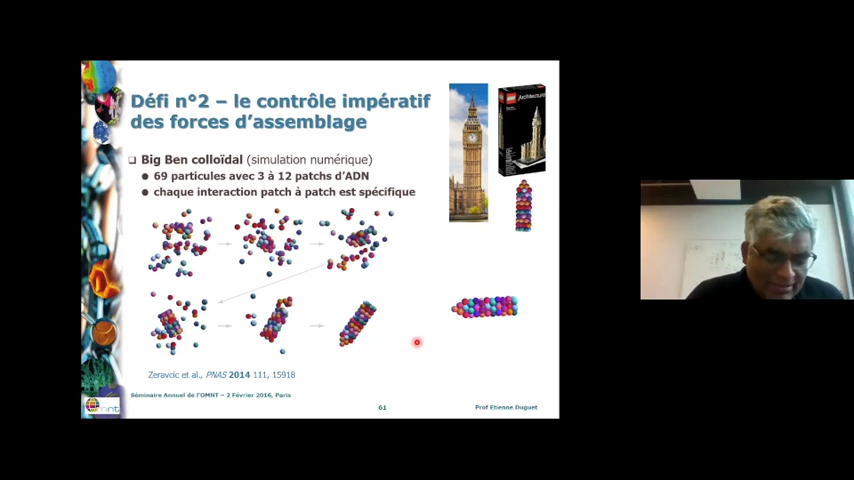 Défi n°2 – le contrôle impératif
des forces d'assemblage
Big Ben colloïdal (simulation numérique)
69 particules avec 3 à 12 patchs d'ADN
chaque interaction patch à patch est spécifique
LEGO
Architecture
Zeravcic et al., PNAS 2014 111, 15918
Séminaire Annuel de l'OMNT – 2 Février 2016, Paris
61
Prof Etienne Duguet